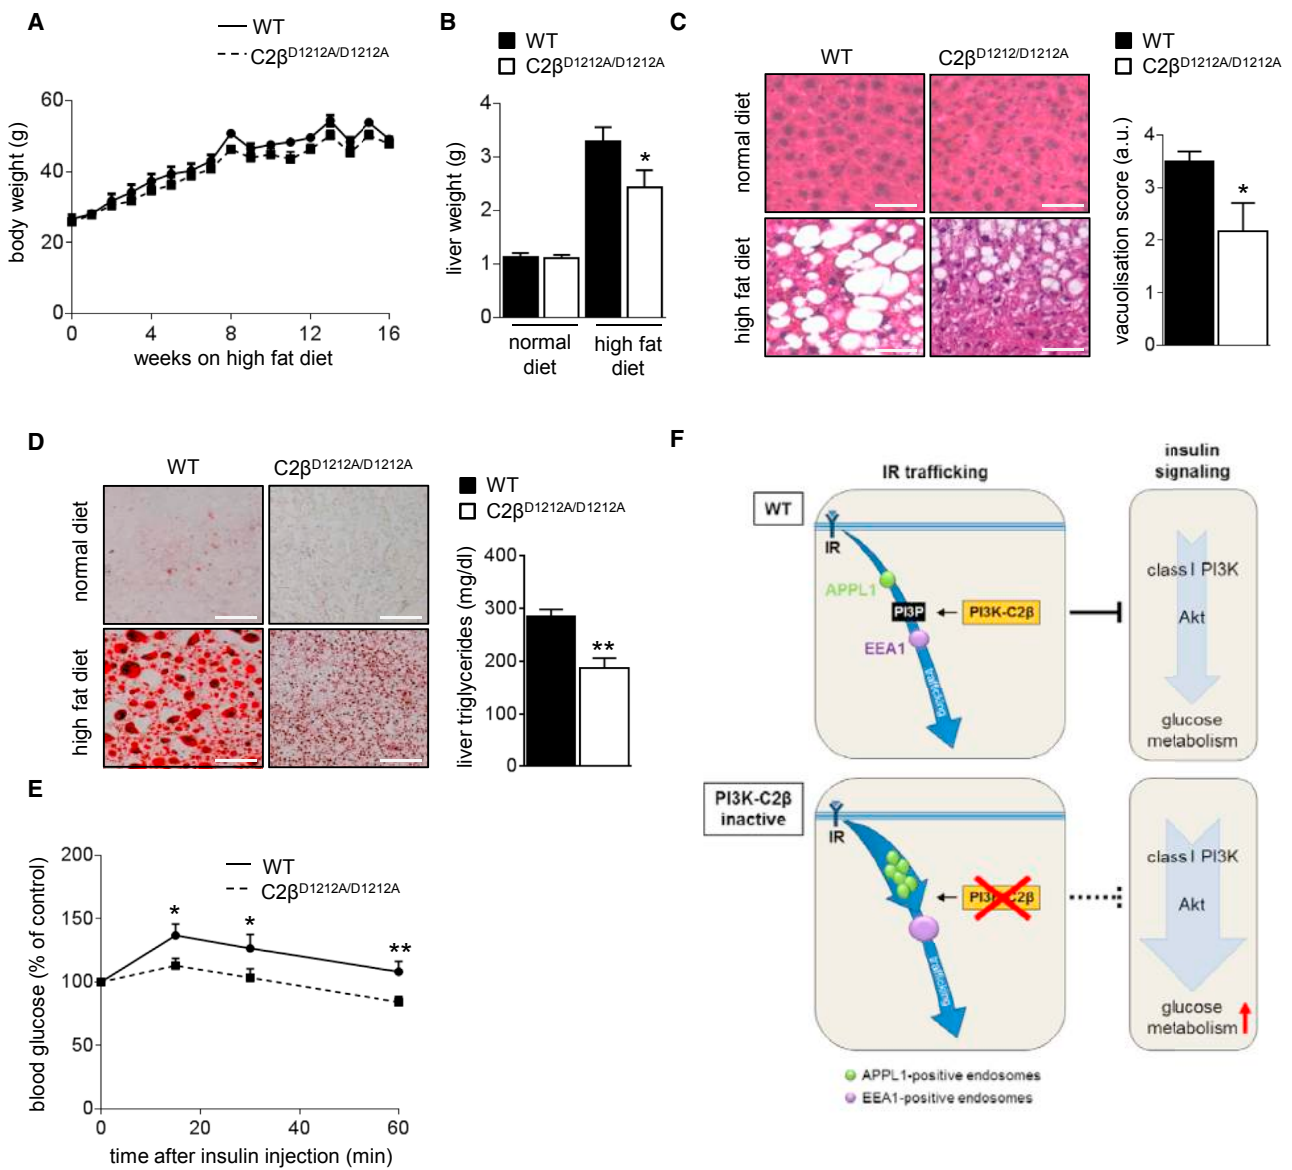 A
WT
C2β^D1212A/D1212A
body weight (g)
60
40
20
0
0 4 8 12 16
weeks on high fat diet
B
WT
C2β^D1212A/D1212A
liver weight (g)
4
3
2
1
0
*
normal diet
high fat diet
C
WT
C2β^D1212/D1212A
normal diet
high fat diet
WT
C2β^D1212A/D1212A
vacuolisation score (a.u.)
4
3
2
1
0
*
D
WT
C2β^D1212A/D1212A
normal diet
high fat diet
WT
C2β^D1212A/D1212A
liver triglycerides (mg/dl)
400
300
200
100
0
**
E
WT
C2β^D1212A/D1212A
blood glucose (% of control)
200
150
100
50
0
* * **
0 20 40 60
time after insulin injection (min)
F
IR trafficking
insulin
signaling
WT
IR
APPL1
PI3P
PI3K-C2β
EEA1
trafficking
class I PI3K
Akt
glucose
metabolism
PI3K-C2β
inactive
IR
PI3K-C2β
trafficking
class I PI3K
Akt
glucose
metabolism
APPL1-positive endosomes
EEA1-positive endosomes